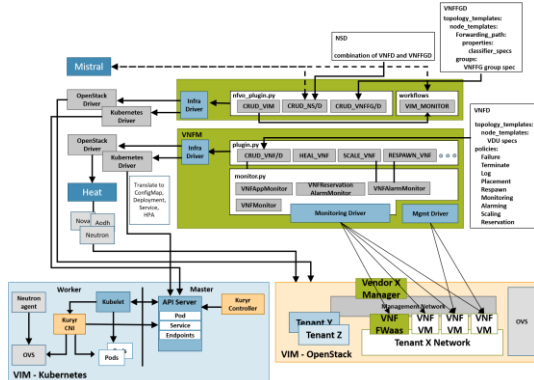 VNFFGD
topology_templates:
node_templates:
Forwarding_path:
properties:
classifier_specs
groups:
VNFFG group spec
NSD
combination of VNFD and VNFFGD
Mistral
OpenStack
Driver
Kubernetes
Driver
Infra
Driver
nfvo_plugin.py
CRUD_VIM
CRUD_NS/D
CRUD_VNFFG/D
workflows
VIM_MONITOR
VNFD
topology_templates:
node_templates:
VDU specs
policies:
Failure
Terminate
Log
Placement
Respawn
Monitoring
Alarming
Scaling
Reservation
VNFM
OpenStack
Driver
Kubernetes
Driver
Infra
Driver
plugin.py
CRUD_VNF/D
HEAL_VNF
SCALE_VNF
RESPAWN_VNF
monitor.py
VNFAppMonitor
VNFReservation
AlarmMonitor
VNFAlarmMonitor
VNFMonitor
Monitoring Driver
Mgmt Driver
Heat
Nova
Aodh
Neutron
Translate to
ConfigMap,
Deployment,
Service,
HPA
Worker
Master
Neutron
agent
Kubelet
API Server
Pod
Service
Endpoints
Kuryr
Controller
Kuryr
CNI
OVS
Pods
VIM - Kubernetes
Vendor X
Manager
Management Network
Tenant Y
Tenant Z
VNF
FWaas
VNF
VM
VNF
VM
VNF
VM
Tenant X Network
OVS
VIM - OpenStack